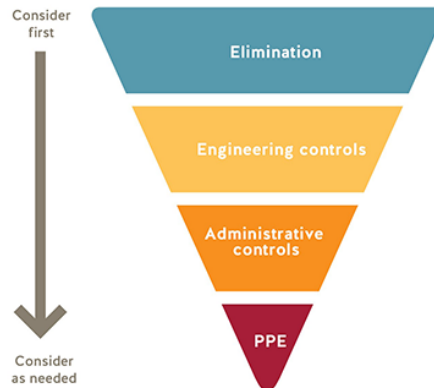 Consider
first
Elimination
Engineering controls
Administrative
controls
PPE
Consider
as needed